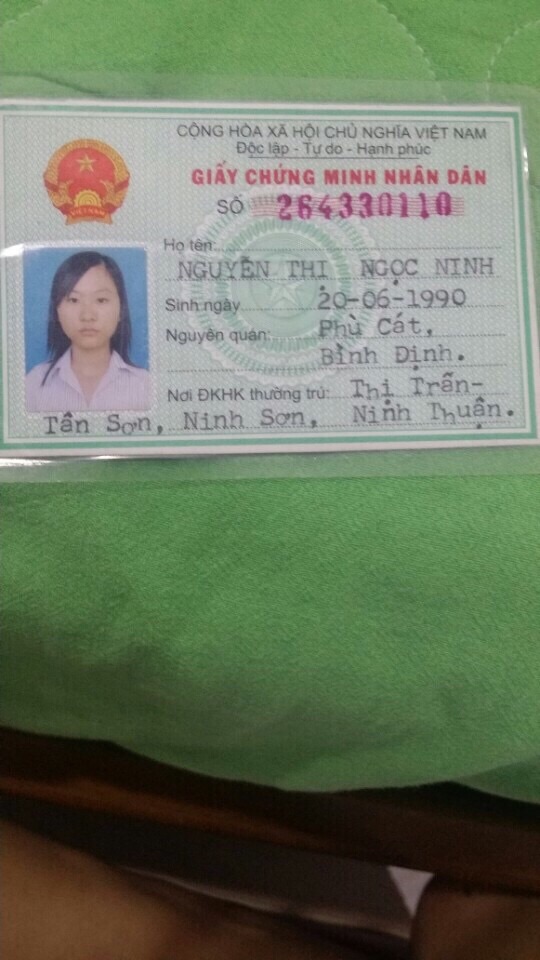 CỘNG HÒA XÃ HỘI CHỦ NGHĨA VIỆT NAM
Độc lập - Tự do - Hạnh phúc
GIẤY CHỨNG MINH NHÂN DÂN
SỐ 264330110
VIỆT NAM
Họ tên:
NGUYỄN THỊ NGỌC NINH
Sinh ngày 20-06-1990
Nguyên quán: Phù Cát,
Bình Định.
Nơi ĐKHK thường trú: Thị Trấn-
Tân Sơn, Ninh Sơn, Ninh Thuận.